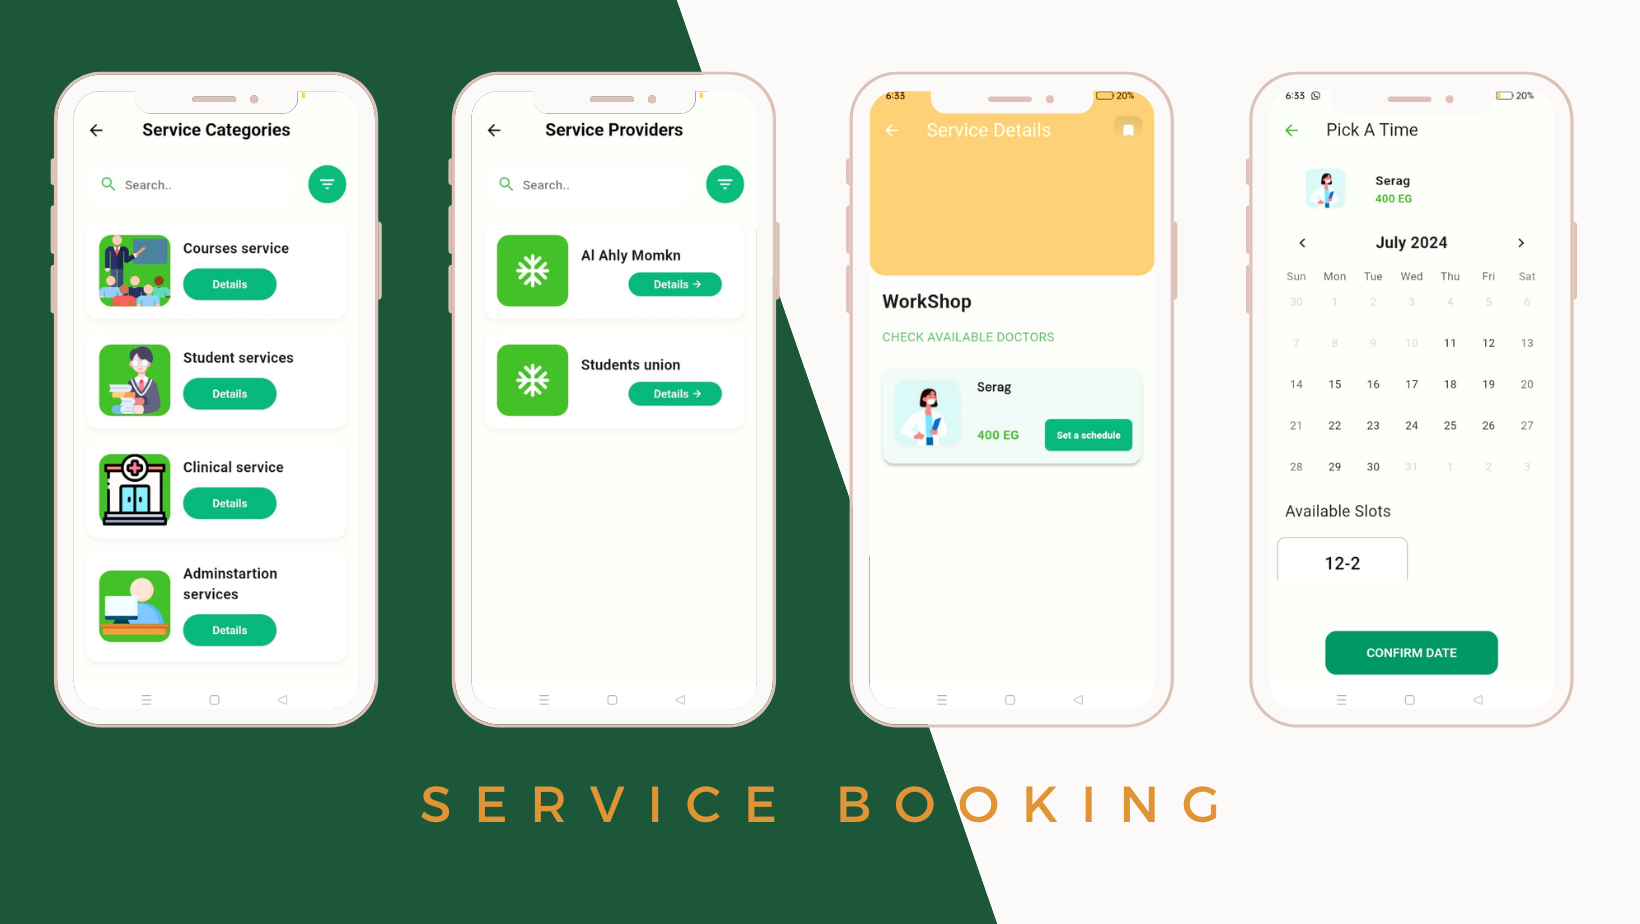 Service Categories
Search..
Courses service
Details
Student services
Details
Clinical service
Details
Adminstartion
services
Details
Service Providers
Search..
Al Ahly Momkn
Details →
Students union
Details →
6:33 20%
Service Details
WorkShop
CHECK AVAILABLE DOCTORS
Serag
400 EG Set a schedule
6:33 20%
Pick A Time
Serag
400 EG
July 2024
Sun Mon Tue Wed Thu Fri Sat
30 1 2 3 4 5 6
7 8 9 10 11 12 13
14 15 16 17 18 19 20
21 22 23 24 25 26 27
28 29 30 31 1 2 3
Available Slots
12-2
CONFIRM DATE
SERVICE BOOKING